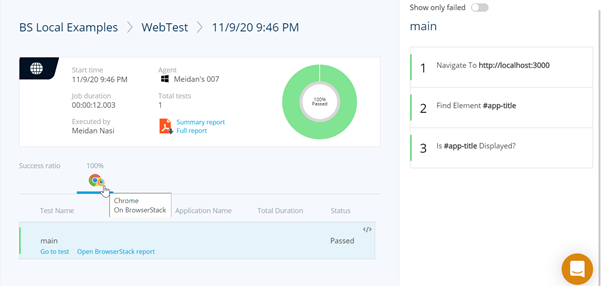 BS Local Examples > WebTest > 11/9/20 9:46 PM
Start time
11/9/20 9:46 PM
Agent
Meidan's 007
Job duration
00:00:12.003
Total tests
1
Executed by
Meidan Nasi
Summary report
Full report
100%
Passed
Success ratio
100%
Chrome
On BrowserStack
Test Name Application Name Total Duration Status
</>
main Passed
Go to test Open BrowserStack report
Show only failed
main
1 Navigate To http://localhost:3000
2 Find Element #app-title
3 Is #app-title Displayed?